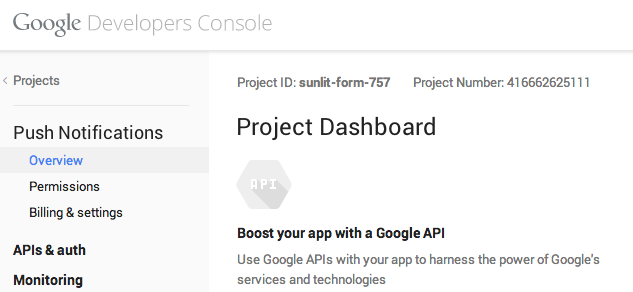 Google Developers Console
Projects
Project ID: sunlit-form-757 Project Number: 416662625111
Push Notifications
Overview
Permissions
Billing & settings
APIs & auth
Monitoring
Project Dashboard
API
Boost your app with a Google API
Use Google APIs with your app to harness the power of Google's
services and technologies